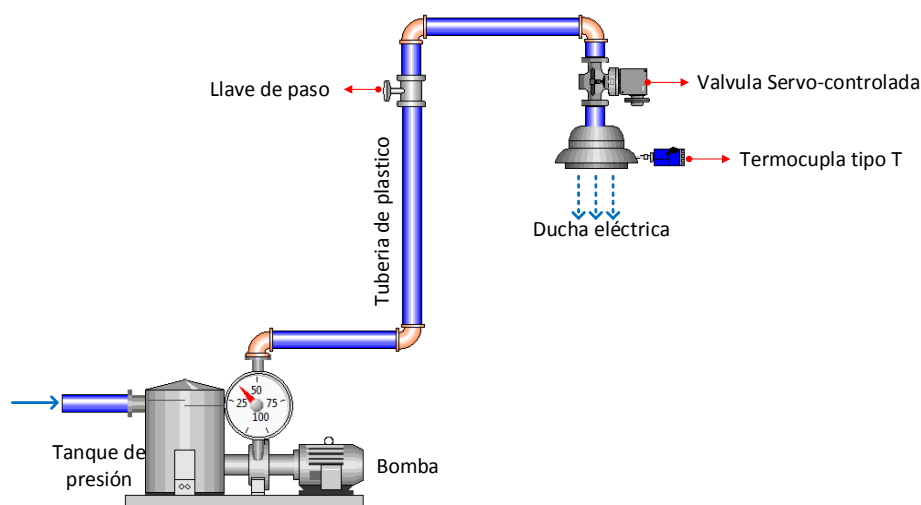 Llave de paso
Valvula Servo-controlada
Termocupla tipo T
Ducha eléctrica
Tuberia de plastico
50
25
75
100
Tanque de
presión
Bomba